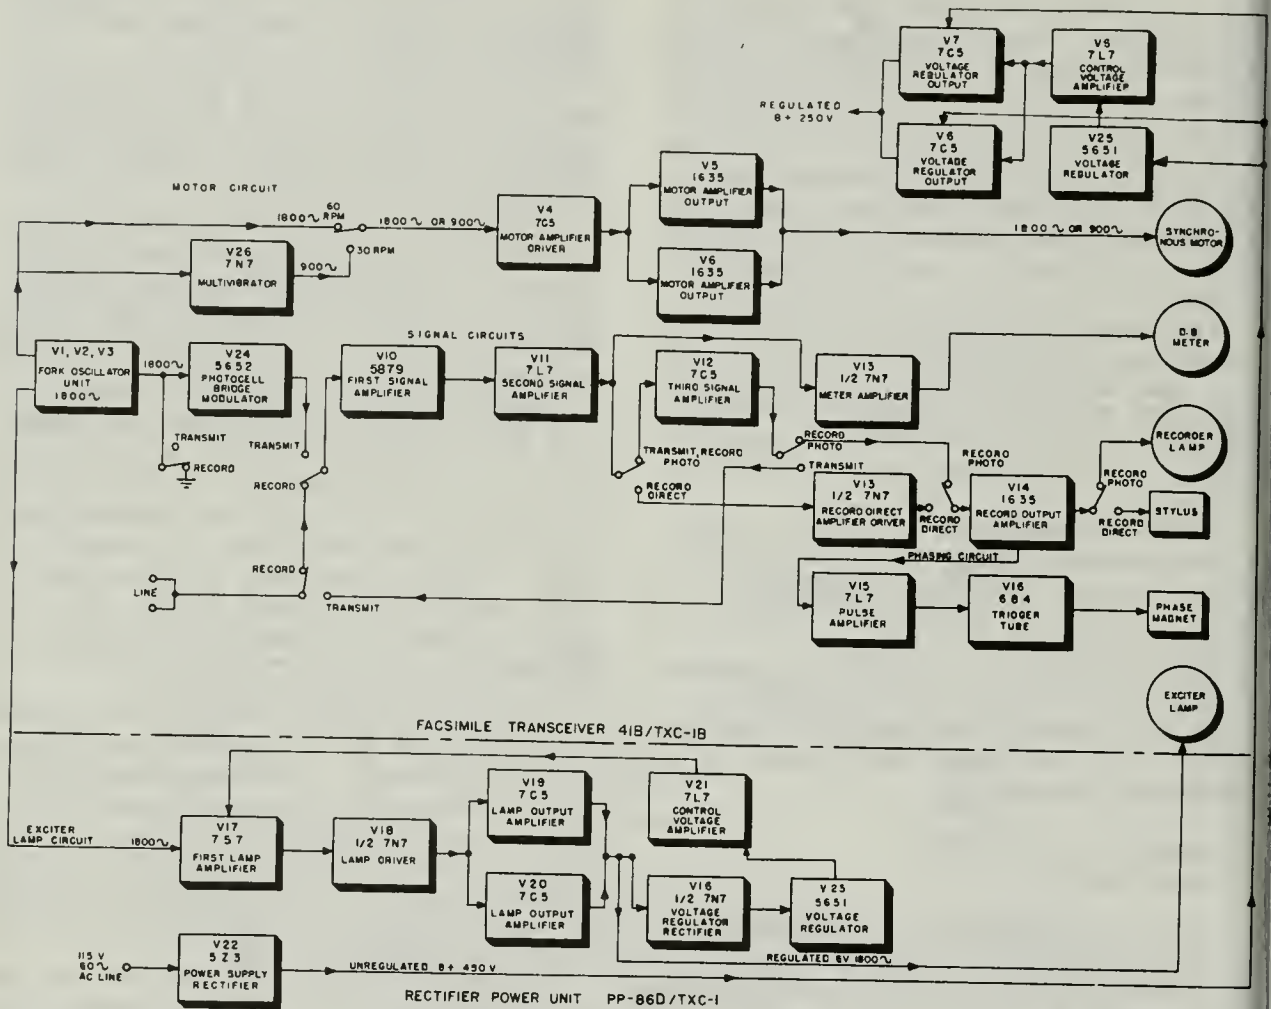 V7
7C5
VOLTAGE
REGULATOR
OUTPUT
V5
7L7
CONTROL
VOLTAGE
AMPLIFIER
REGULATED
B+ 250V
V6
7C5
VOLTAGE
REGULATOR
OUTPUT
V25
5651
VOLTAGE
REGULATOR
MOTOR CIRCUIT
1800~
60
RPM
1800~ OR 900~
30 RPM
V26
7N7
MULTIVIBRATOR
900~
V4
7C5
MOTOR AMPLIFIER
DRIVER
V5
1635
MOTOR AMPLIFIER
OUTPUT
V6
1635
MOTOR AMPLIFIER
OUTPUT
1800~ OR 900~
SYNCHRO-
NOUS MOTOR
SIGNAL CIRCUITS
V1, V2, V3
FORK OSCILLATOR
UNIT
1800~
1800~
V24
5652
PHOTOCELL
BRIDGE
MODULATOR
V10
5879
FIRST SIGNAL
AMPLIFIER
V11
7L7
SECOND SIGNAL
AMPLIFIER
V12
7C5
THIRD SIGNAL
AMPLIFIER
V13
1/2 7N7
METER AMPLIFIER
DB
METER
TRANSMIT
RECORD
TRANSMIT
RECORD
TRANSMIT, RECORD
PHOTO
RECORD
DIRECT
RECORD
PHOTO
TRANSMIT
V13
1/2 7N7
RECORD DIRECT
AMPLIFIER DRIVER
RECORD
DIRECT
RECORD
PHOTO
V14
1635
RECORD OUTPUT
AMPLIFIER
RECORD
PHOTO
RECORD
DIRECT
RECORDER
LAMP
STYLUS
PHASING CIRCUIT
RECORD
LINE
TRANSMIT
V15
7L7
PULSE
AMPLIFIER
V16
6B4
TRIGGER
TUBE
PHASE
MAGNET
EXCITER
LAMP
FACSIMILE TRANSCEIVER 41B/TXC-1B
EXCITER
LAMP CIRCUIT
1800~
V17
7S7
FIRST LAMP
AMPLIFIER
V18
1/2 7N7
LAMP DRIVER
V19
7C5
LAMP OUTPUT
AMPLIFIER
V20
7C5
LAMP OUTPUT
AMPLIFIER
V21
7L7
CONTROL
VOLTAGE
AMPLIFIER
V16
1/2 7N7
VOLTAGE
REGULATOR
RECTIFIER
V25
5651
VOLTAGE
REGULATOR
115 V
60~
AC LINE
V22
5Z3
POWER SUPPLY
RECTIFIER
UNREGULATED B+ 450V
REGULATED 6V 1800~
RECTIFIER POWER UNIT PP-86D/TXC-1